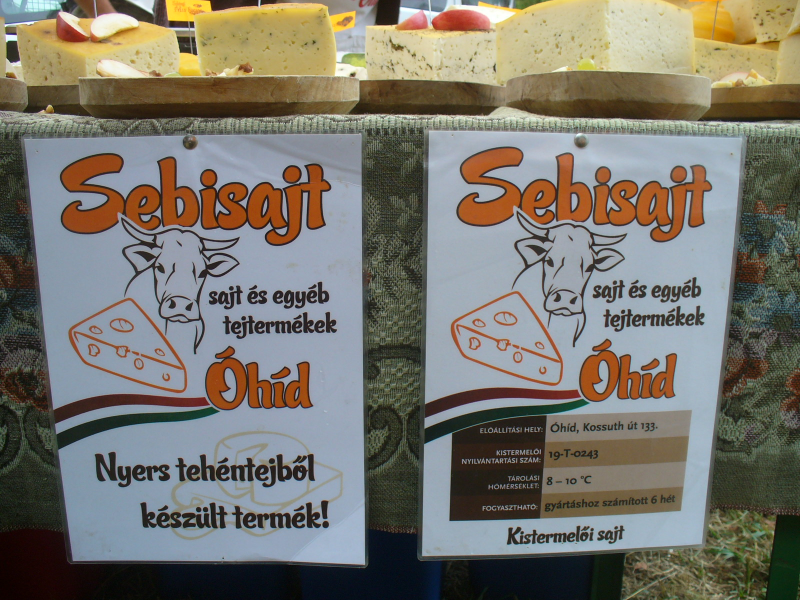 Sebisajt
sajt és egyéb
tejtermékek
Óhíd
Nyers tehéntejből
készült termék!
Sebisajt
sajt és egyéb
tejtermékek
Óhíd
ELŐÁLLÍTÁSI HELY: Óhíd, Kossuth út 133.
KISTERMELŐI
NYILVÁNTARTÁSI SZÁM: 19-T-0243
TÁROLÁSI
HŐMÉRSÉKLET: 8 – 10 °C
FOGYASZTHATÓ: gyártáshoz számított 6 hét
Kistermelői sajt